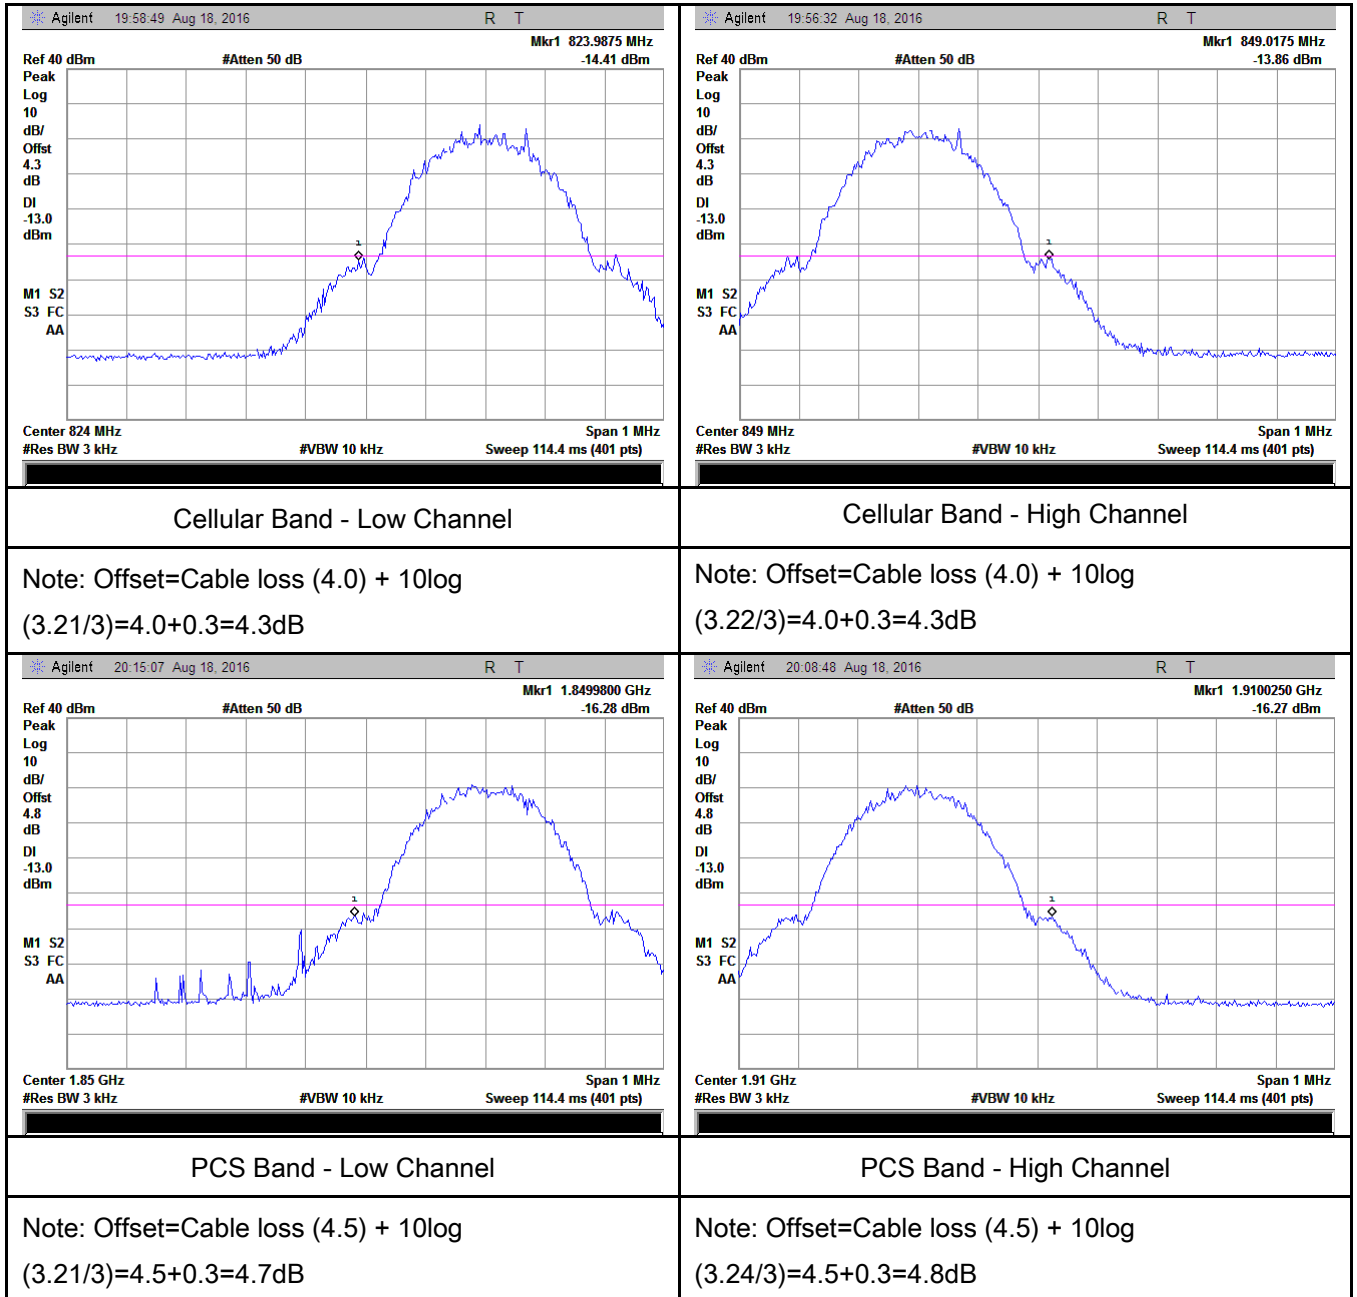 Agilent 19:58:49 Aug 18, 2016 R T
Mkr1 823.9875 MHz
Ref 40 dBm #Atten 50 dB -14.41 dBm
Peak
Log
10
dB/
Offst
4.3
dB
DI
-13.0
dBm
M1 S2
S3 FC
AA
1
Center 824 MHz Span 1 MHz
#Res BW 3 kHz #VBW 10 kHz Sweep 114.4 ms (401 pts)
Agilent 19:56:32 Aug 18, 2016 R T
Mkr1 849.0175 MHz
Ref 40 dBm #Atten 50 dB -13.86 dBm
Peak
Log
10
dB/
Offst
4.3
dB
DI
-13.0
dBm
M1 S2
S3 FC
AA
1
Center 849 MHz Span 1 MHz
#Res BW 3 kHz #VBW 10 kHz Sweep 114.4 ms (401 pts)
Cellular Band - Low Channel
Cellular Band - High Channel
Note: Offset=Cable loss (4.0) + 10log
(3.21/3)=4.0+0.3=4.3dB
Note: Offset=Cable loss (4.0) + 10log
(3.22/3)=4.0+0.3=4.3dB
Agilent 20:15:07 Aug 18, 2016 R T
Mkr1 1.8499800 GHz
Ref 40 dBm #Atten 50 dB -16.28 dBm
Peak
Log
10
dB/
Offst
4.8
dB
DI
-13.0
dBm
M1 S2
S3 FC
AA
1
Center 1.85 GHz Span 1 MHz
#Res BW 3 kHz #VBW 10 kHz Sweep 114.4 ms (401 pts)
Agilent 20:08:48 Aug 18, 2016 R T
Mkr1 1.9100250 GHz
Ref 40 dBm #Atten 50 dB -16.27 dBm
Peak
Log
10
dB/
Offst
4.8
dB
DI
-13.0
dBm
M1 S2
S3 FC
AA
1
Center 1.91 GHz Span 1 MHz
#Res BW 3 kHz #VBW 10 kHz Sweep 114.4 ms (401 pts)
PCS Band - Low Channel
PCS Band - High Channel
Note: Offset=Cable loss (4.5) + 10log
(3.21/3)=4.5+0.3=4.7dB
Note: Offset=Cable loss (4.5) + 10log
(3.24/3)=4.5+0.3=4.8dB